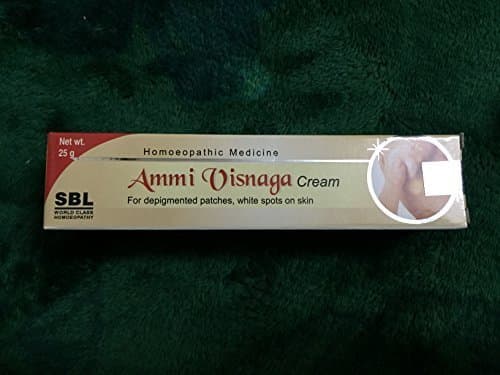 Net wt.
25 g
Homoeopathic Medicine
Ammi Visnaga Cream
For depigmented patches, white spots on skin
SBL
WORLD CLASS
HOMOEOPATHY